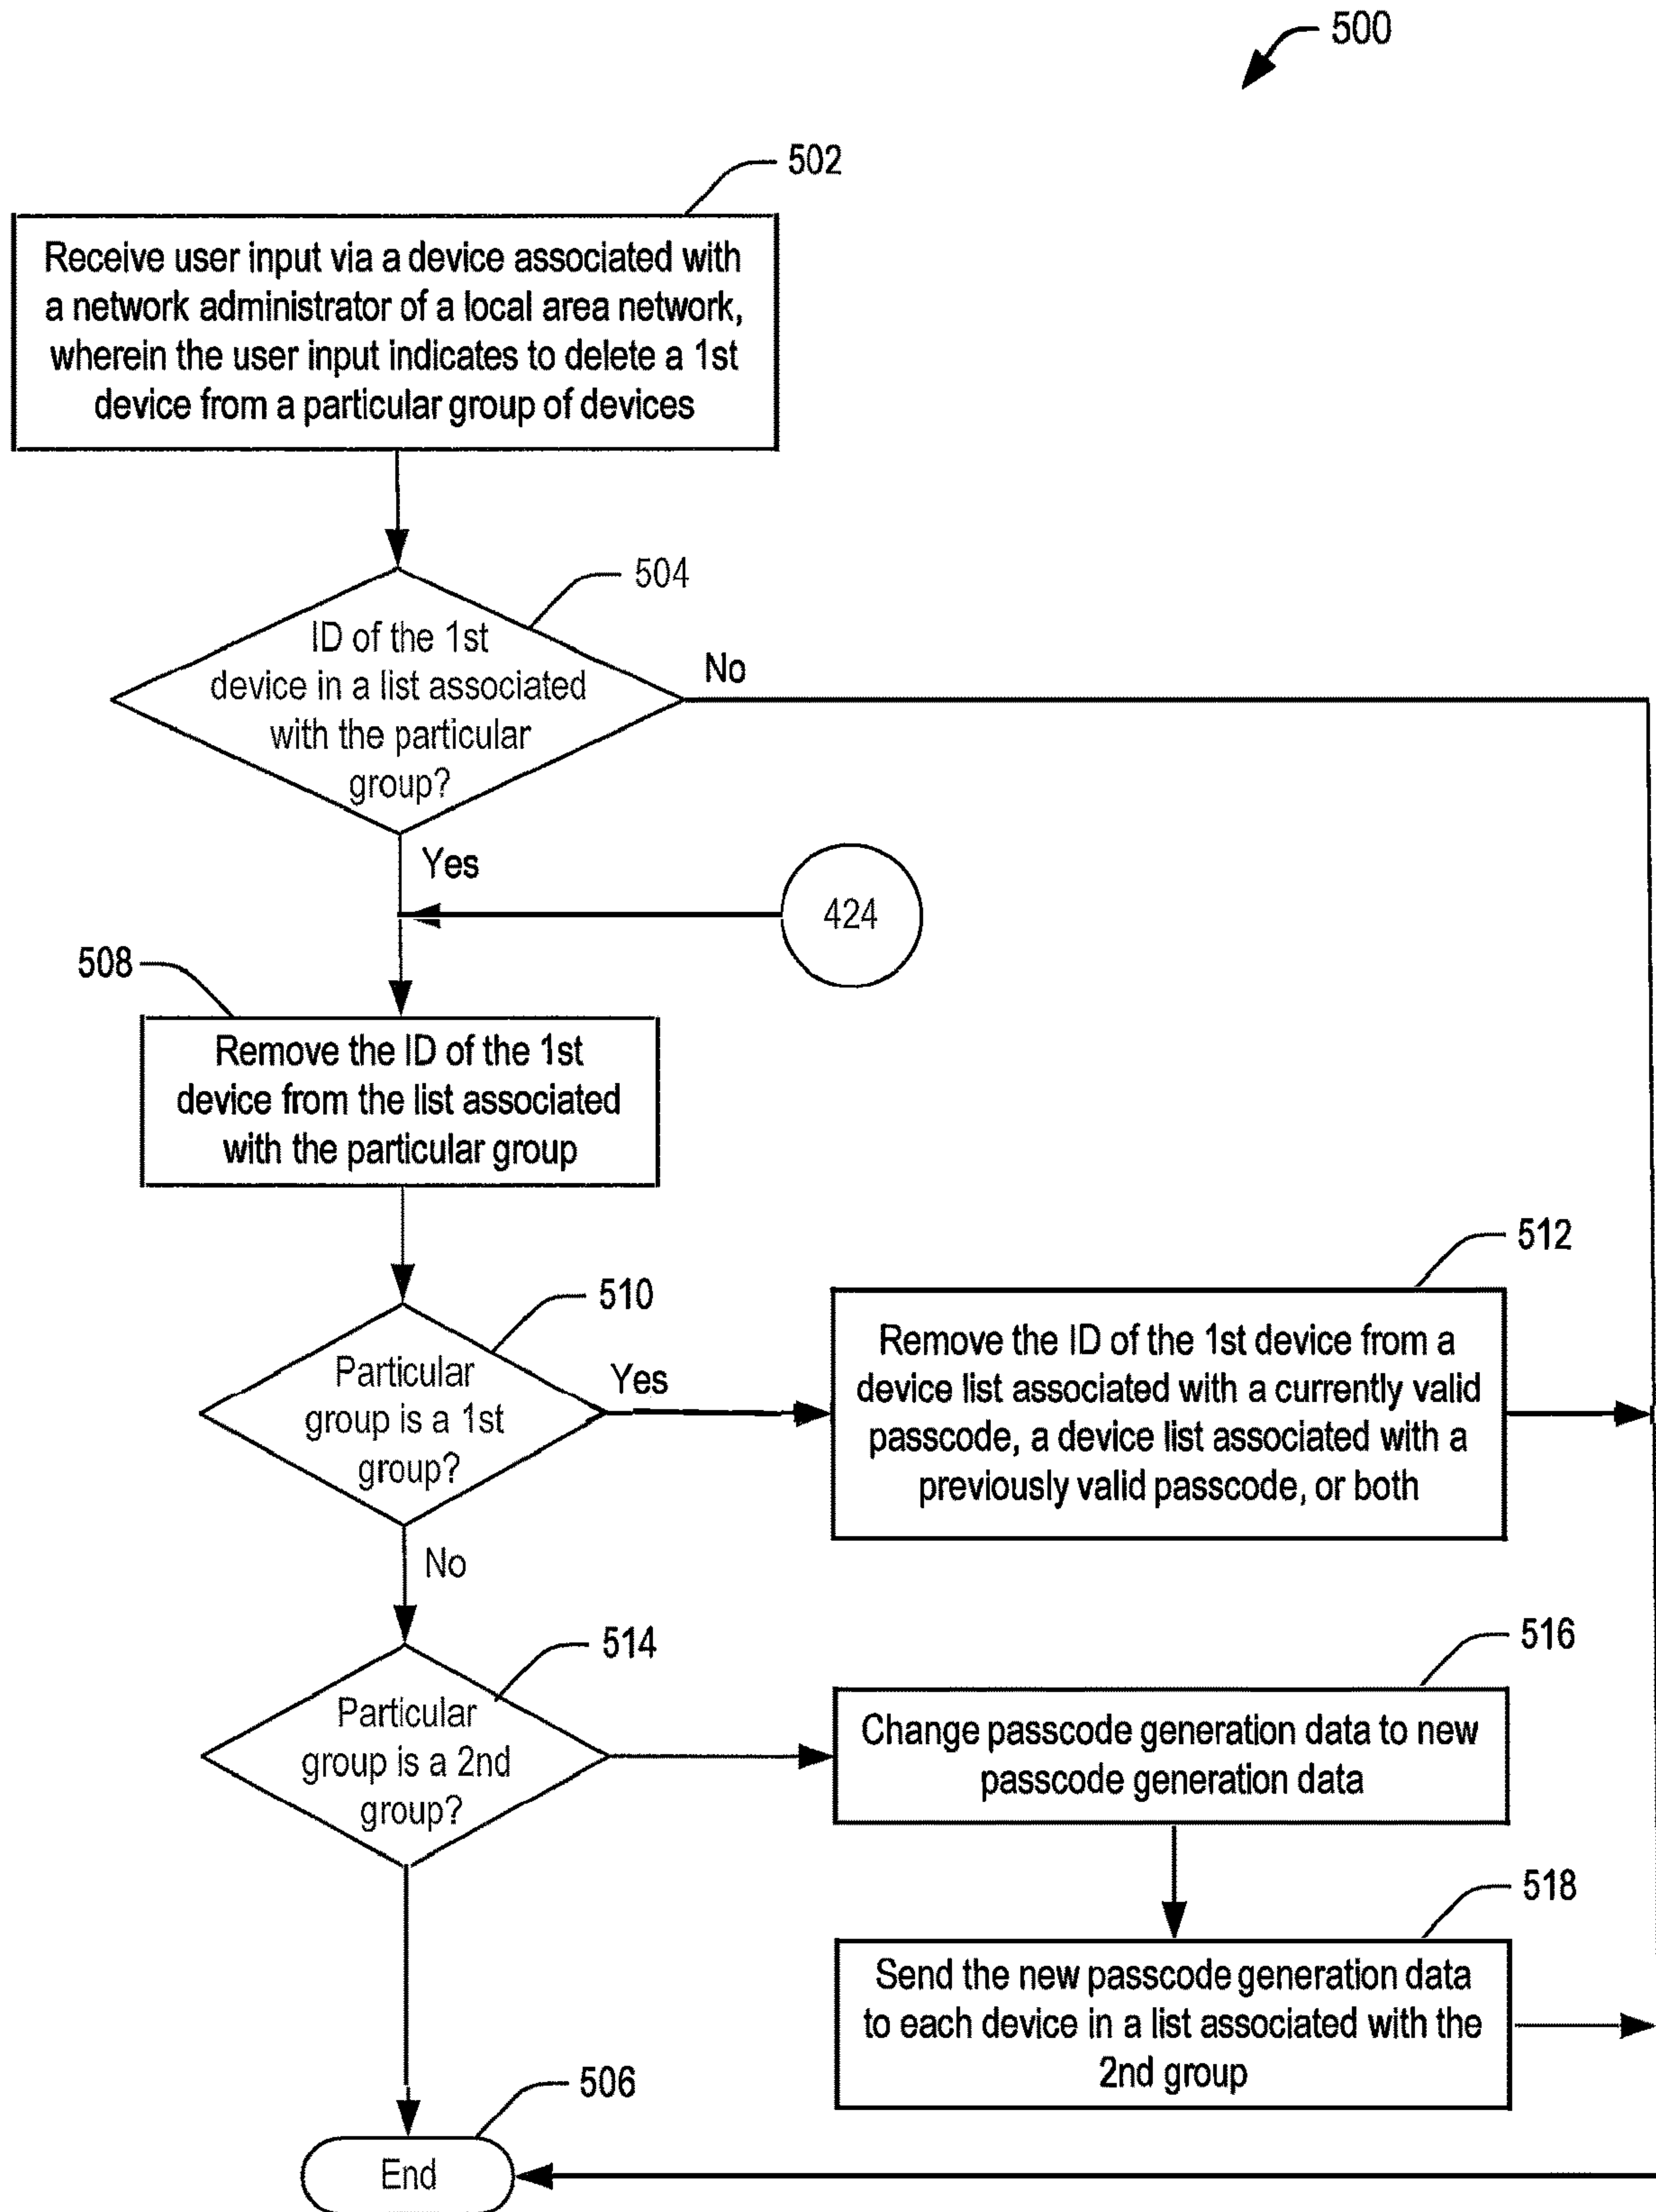 500
502
Receive user input via a device associated with
a network administrator of a local area network,
wherein the user input indicates to delete a 1st
device from a particular group of devices
504
ID of the 1st
device in a list associated
with the particular
group?
No
Yes
424
508
Remove the ID of the 1st
device from the list associated
with the particular group
510
Particular
group is a 1st
group?
Yes
512
Remove the ID of the 1st device from a
device list associated with a currently valid
passcode, a device list associated with a
previously valid passcode, or both
No
514
Particular
group is a 2nd
group?
516
Change passcode generation data to new
passcode generation data
518
Send the new passcode generation data
to each device in a list associated with the
2nd group
506
End